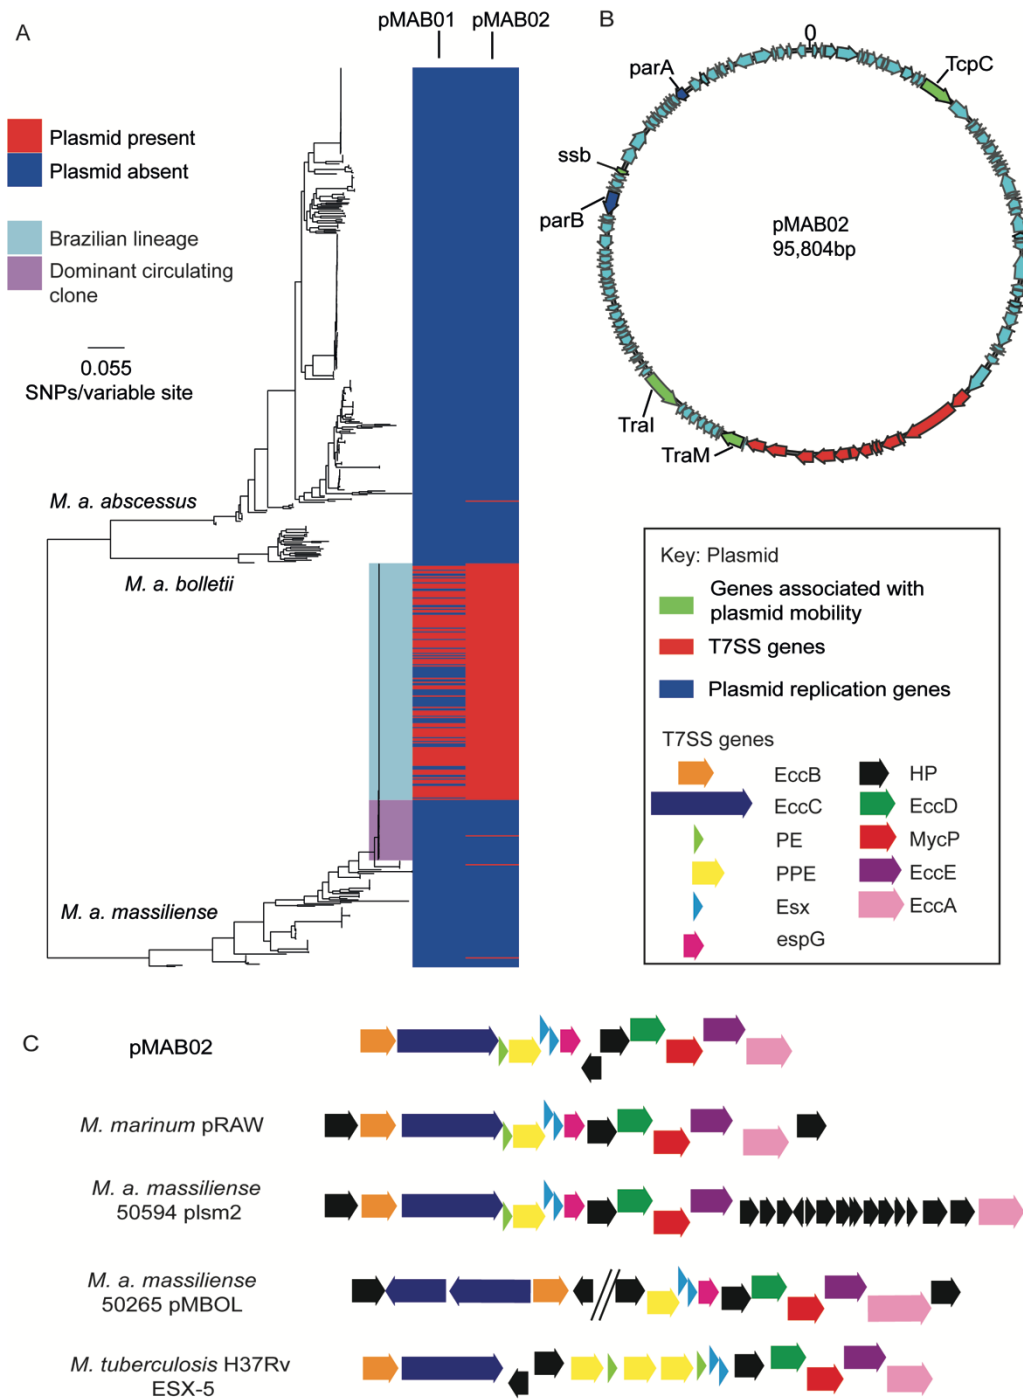 A
pMAB01
pMAB02
Plasmid present
Plasmid absent
Brazilian lineage
Dominant circulating
clone
0.055
SNPs/variable site
M. a. abscessus
M. a. bolletii
M. a. massiliense
B
0
TcpC
parA
ssb
parB
pMAB02
95,804bp
TraI
TraM
Key: Plasmid
Genes associated with
plasmid mobility
T7SS genes
Plasmid replication genes
T7SS genes
EccB
HP
EccC
EccD
PE
MycP
PPE
EccE
Esx
EccA
espG
C
pMAB02
M. marinum pRAW
M. a. massiliense
50594 plsm2
M. a. massiliense
50265 pMBOL
M. tuberculosis H37Rv
ESX-5